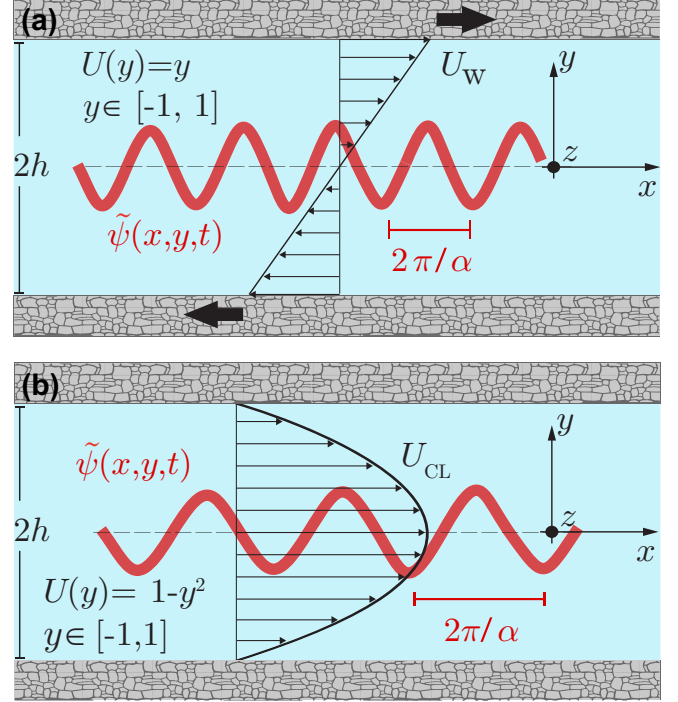 (a)
U(y)=y
y∈ [-1, 1]
U_W
y
z
x
2h
ψ̃(x,y,t)
2π/α
(b)
ψ̃(x,y,t)
U_CL
y
z
x
2h
U(y)= 1-y²
y∈[-1,1]
2π/α